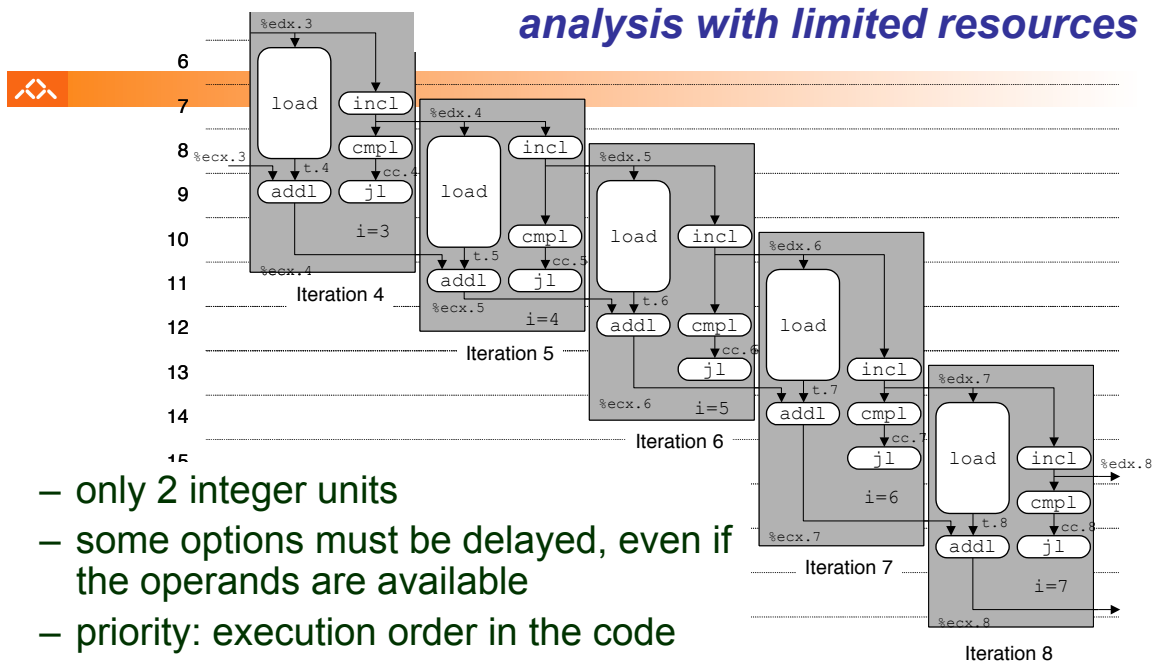 analysis with limited resources
6
7
8
9
10
11
12
13
14
15
%edx.3
load
incl
cmpl
%ecx.3
t.4
cc.4
addl
jl
i=3
%ecx.4
Iteration 4
%edx.4
incl
load
cmpl
t.5
cc.5
addl
jl
%ecx.5
i=4
Iteration 5
%edx.5
load
incl
t.6
addl
cmpl
cc.6
jl
%ecx.6
i=5
Iteration 6
%edx.6
load
incl
t.7
addl
cmpl
cc.7
jl
i=6
%ecx.7
Iteration 7
%edx.7
load
incl
%edx.8
cmpl
t.8
cc.8
addl
jl
i=7
%ecx.8
Iteration 8
– only 2 integer units
– some options must be delayed, even if
the operands are available
– priority: execution order in the code